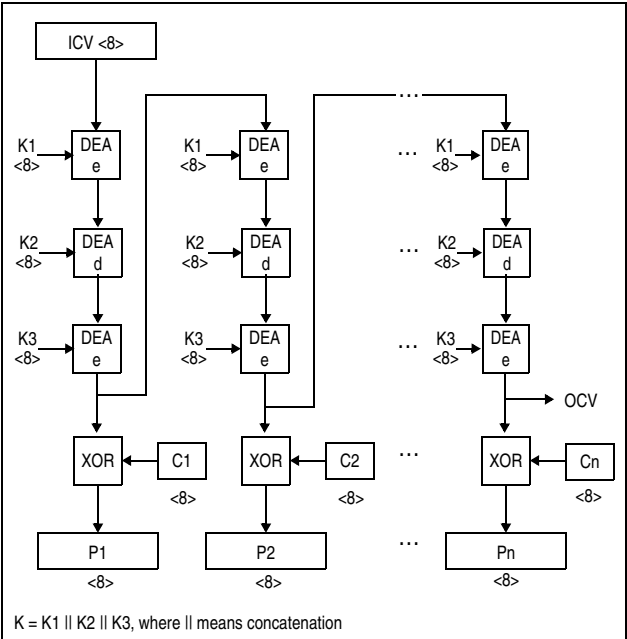 ICV <8>
...
K1 <8> DEA e K1 <8> DEA e ... K1 <8> DEA e
K2 <8> DEA d K2 <8> DEA d ... K2 <8> DEA d
K3 <8> DEA e K3 <8> DEA e ... K3 <8> DEA e
OCV
XOR C1 XOR C2 ... XOR Cn
<8> <8> <8>
P1 P2 ... Pn
<8> <8> <8>
K = K1 || K2 || K3, where || means concatenation